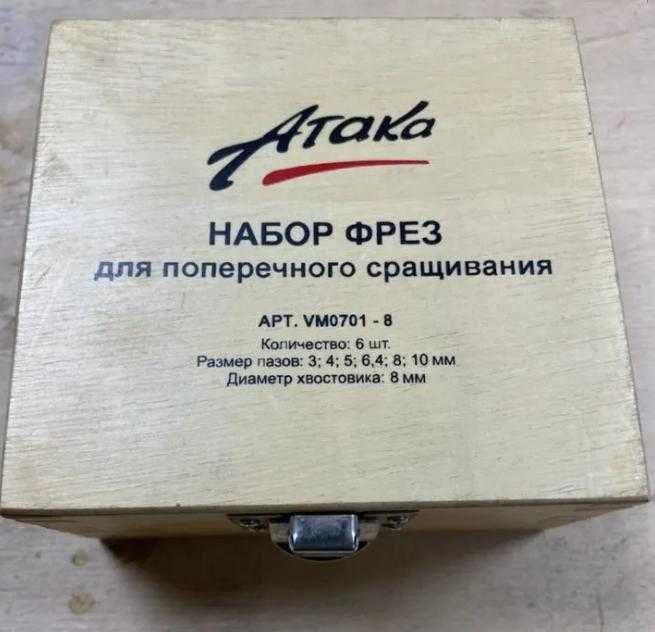 Атака
НАБОР ФРЕЗ
для поперечного сращивания
АРТ. VM0701 - 8
Количество: 6 шт.
Размер пазов: 3; 4; 5; 6,4; 8; 10 мм
Диаметр хвостовика: 8 мм